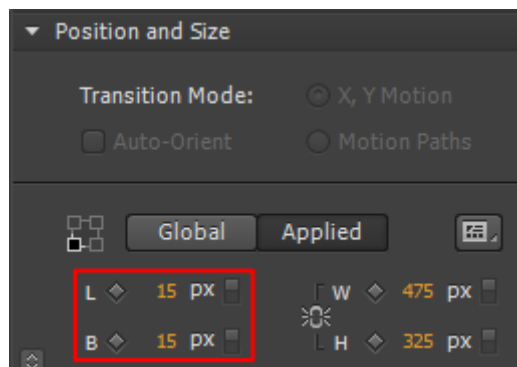 Position and Size
Transition Mode: X, Y Motion
Auto-Orient Motion Paths
Global Applied
L 15 px W 475 px
B 15 px H 325 px